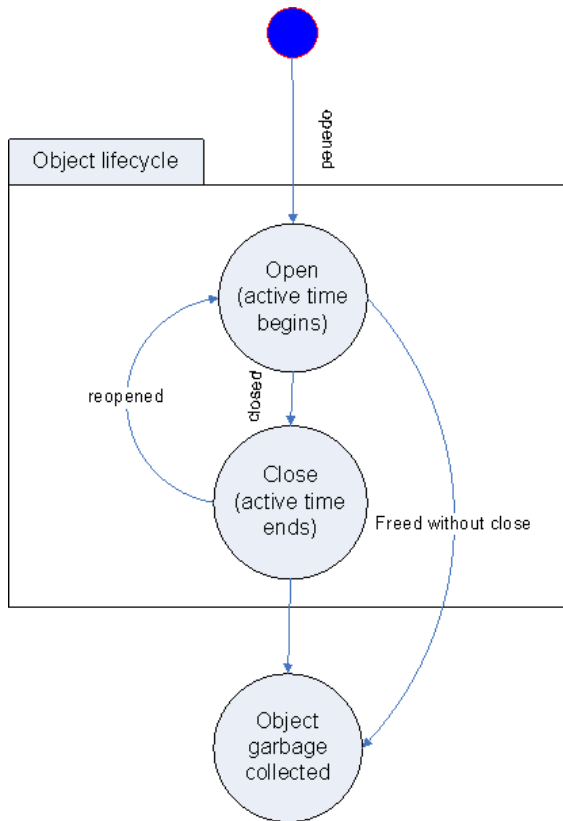 opened
Object lifecycle
Open
(active time
begins)
reopened
closed
Close
(active time
ends)
Freed without close
Object
garbage
collected